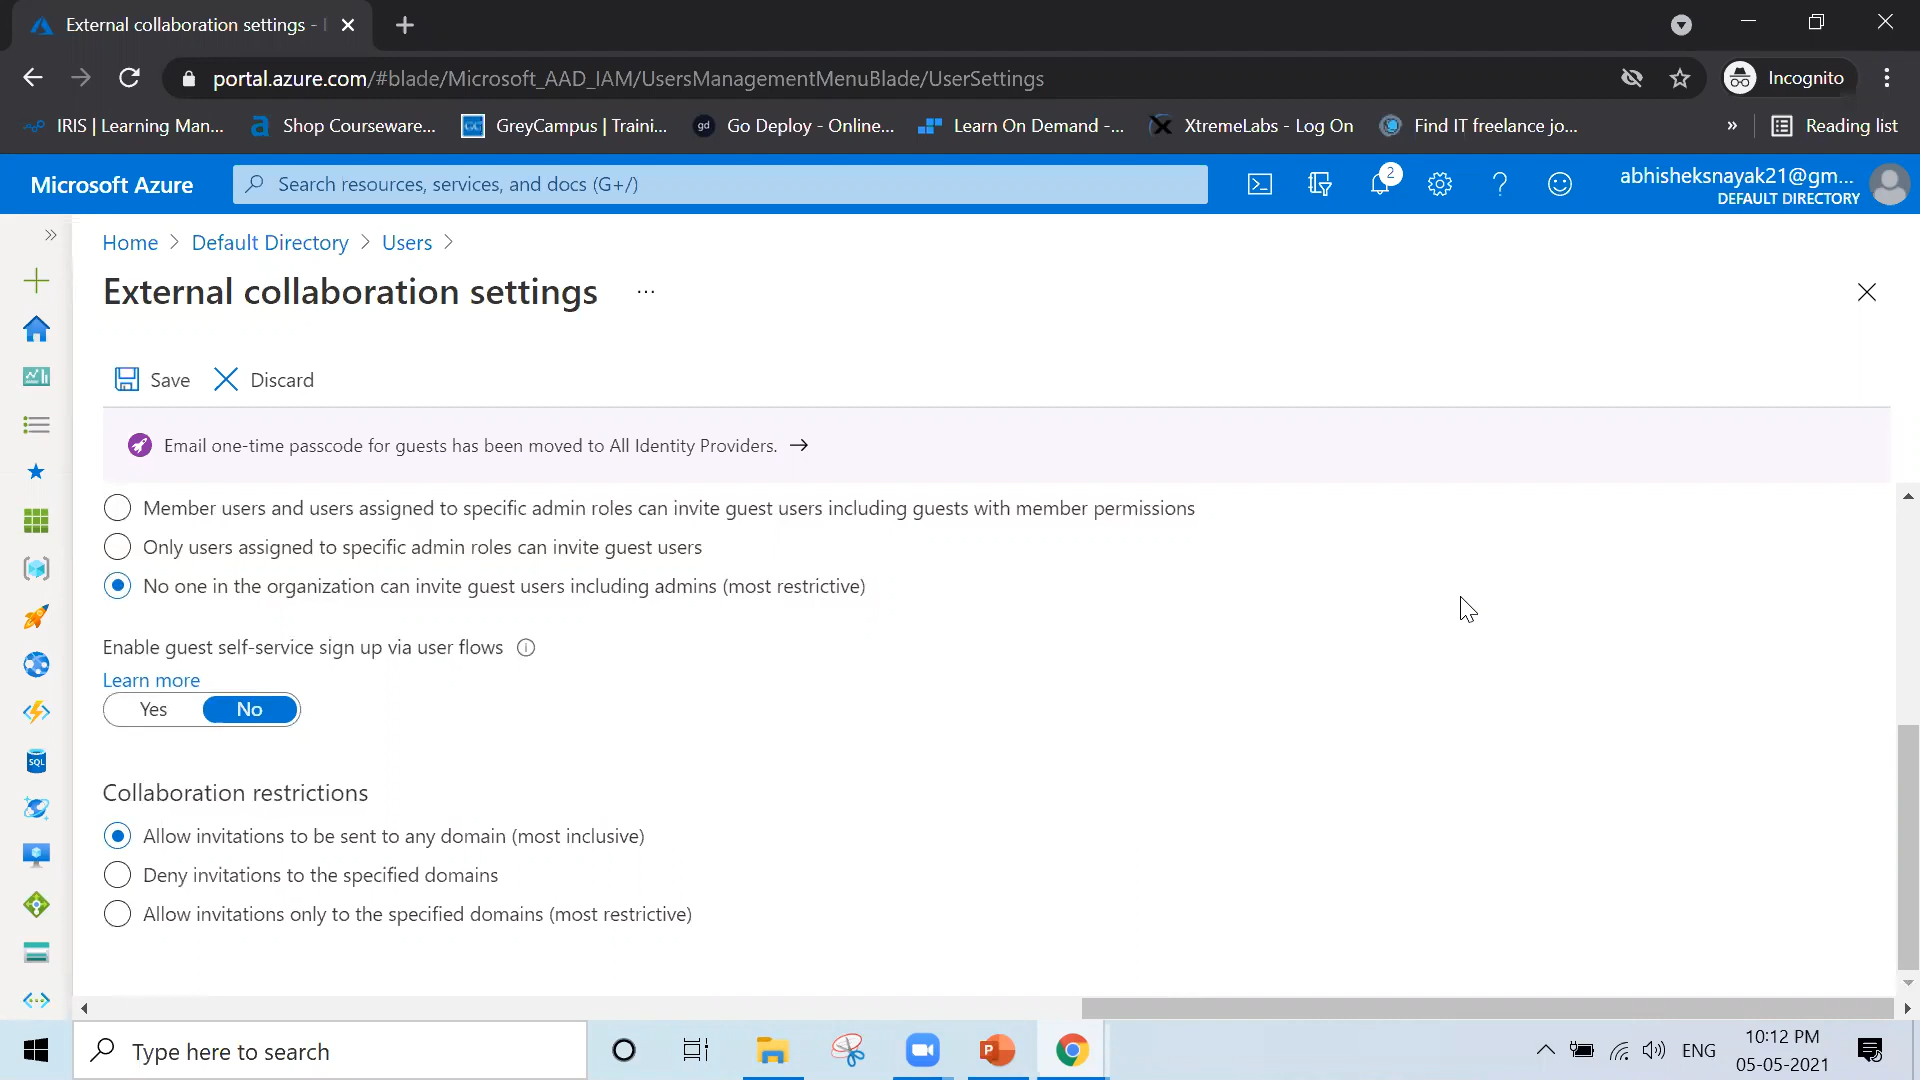 External collaboration settings -
portal.azure.com/#blade/Microsoft_AAD_IAM/UsersManagementMenuBlade/UserSettings
Incognito
IRIS | Learning Man...
Shop Courseware...
GC
GreyCampus | Traini...
gd
Go Deploy - Online...
Learn On Demand -...
XtremeLabs - Log On
Find IT freelance jo...
»
Reading list
Microsoft Azure
Search resources, services, and docs (G+/)
2
abhisheksnayak21@gm...
DEFAULT DIRECTORY
Home > Default Directory > Users >
External collaboration settings ...
Save
Discard
Email one-time passcode for guests has been moved to All Identity Providers. →
Member users and users assigned to specific admin roles can invite guest users including guests with member permissions
Only users assigned to specific admin roles can invite guest users
No one in the organization can invite guest users including admins (most restrictive)
Enable guest self-service sign up via user flows
Learn more
Yes No
SQL
Collaboration restrictions
Allow invitations to be sent to any domain (most inclusive)
Deny invitations to the specified domains
Allow invitations only to the specified domains (most restrictive)
Type here to search
P
ENG
10:12 PM
05-05-2021